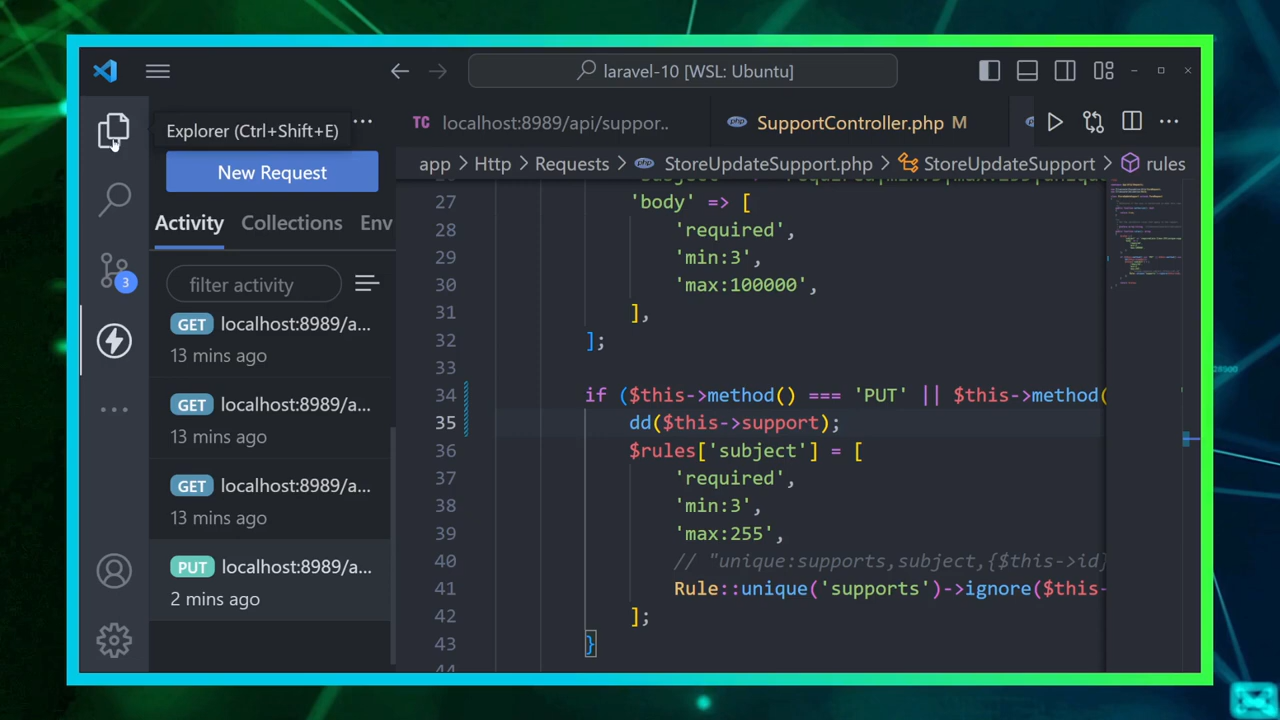 laravel-10 [WSL: Ubuntu]
Explorer (Ctrl+Shift+E)
TC localhost:8989/api/suppor..
php SupportController.php M
New Request
app > Http > Requests > php StoreUpdateSupport.php > StoreUpdateSupport > rules
Activity Collections Env
filter activity
GET localhost:8989/a...
13 mins ago
GET localhost:8989/a...
13 mins ago
GET localhost:8989/a...
13 mins ago
PUT localhost:8989/a...
2 mins ago
3
27 'body' => [
28 'required',
29 'min:3',
30 'max:100000',
31 ],
32 ];
33
34 if ($this->method() === 'PUT' || $this->method(
35 dd($this->support);
36 $rules['subject'] = [
37 'required',
38 'min:3',
39 'max:255',
40 // "unique:supports,subject,{$this->id}
41 Rule::unique('supports')->ignore($this-
42 ];
43 }
44